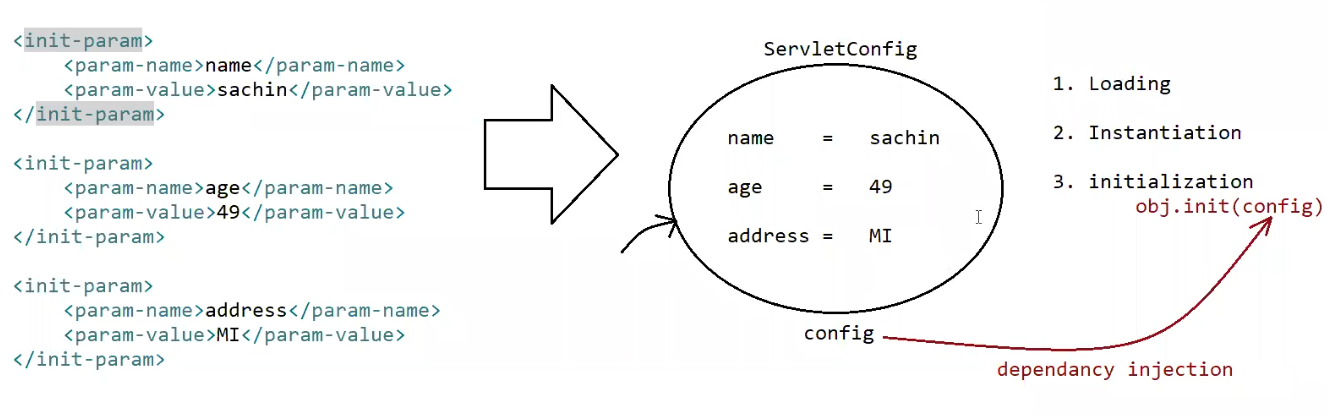 <init-param>
<param-name>name</param-name>
<param-value>sachin</param-value>
</init-param>
<init-param>
<param-name>age</param-name>
<param-value>49</param-value>
</init-param>
<init-param>
<param-name>address</param-name>
<param-value>MI</param-value>
</init-param>
ServletConfig
name = sachin
age = 49
address = MI
config
1. Loading
2. Instantiation
3. initialization
obj.init(config)
dependancy injection